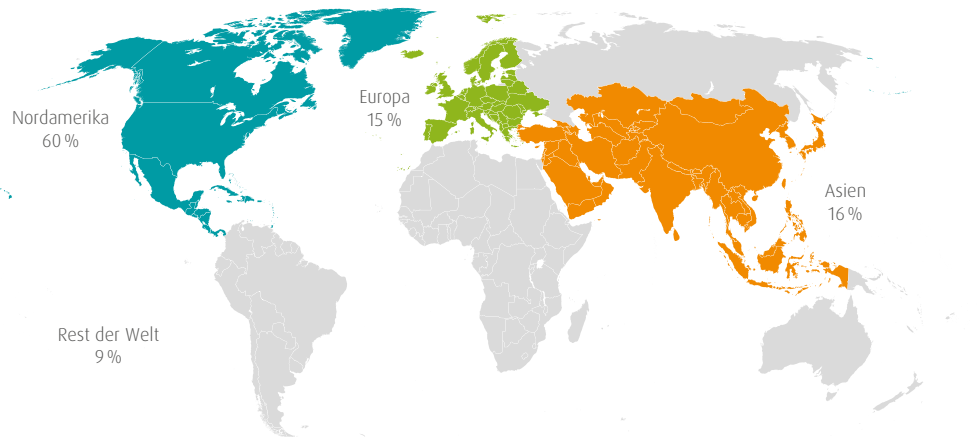 Nordamerika
60 %
Europa
15 %
Asien
16 %
Rest der Welt
9 %